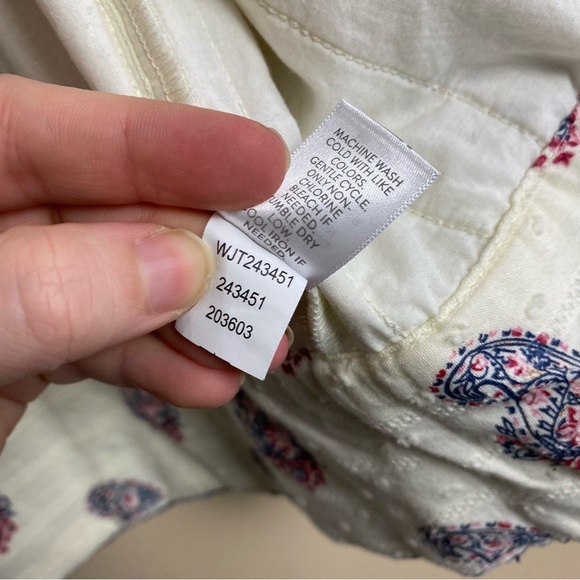 MACHINE WASH
COLD WITH LIKE
COLORS.
GENTLE CYCLE.
ONLY NON-
CHLORINE
BLEACH IF
NEEDED.
TUMBLE DRY
LOW.
COOL IRON IF
NEEDED
WJT243451
243451
203603